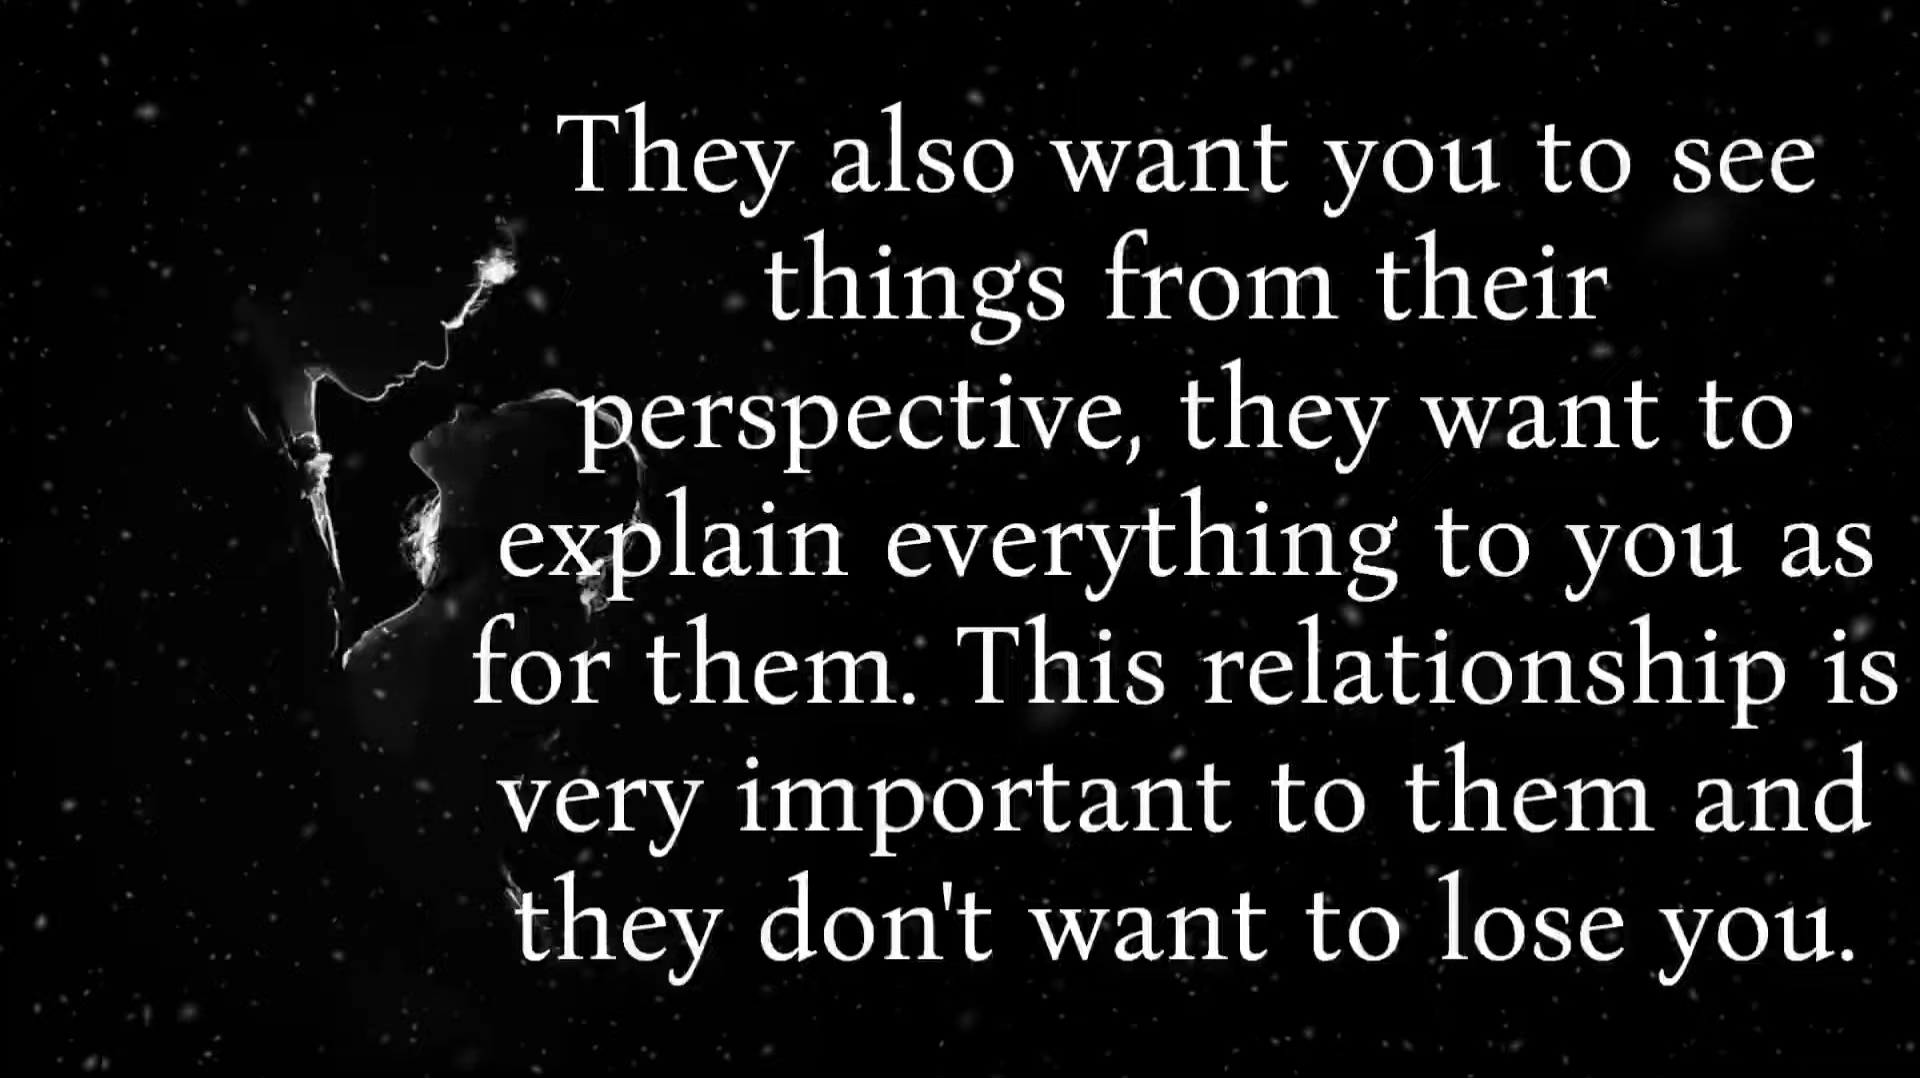 They also want you to see
things from their
perspective, they want to
explain everything to you as
for them. This relationship is
very important to them and
they don't want to lose you.